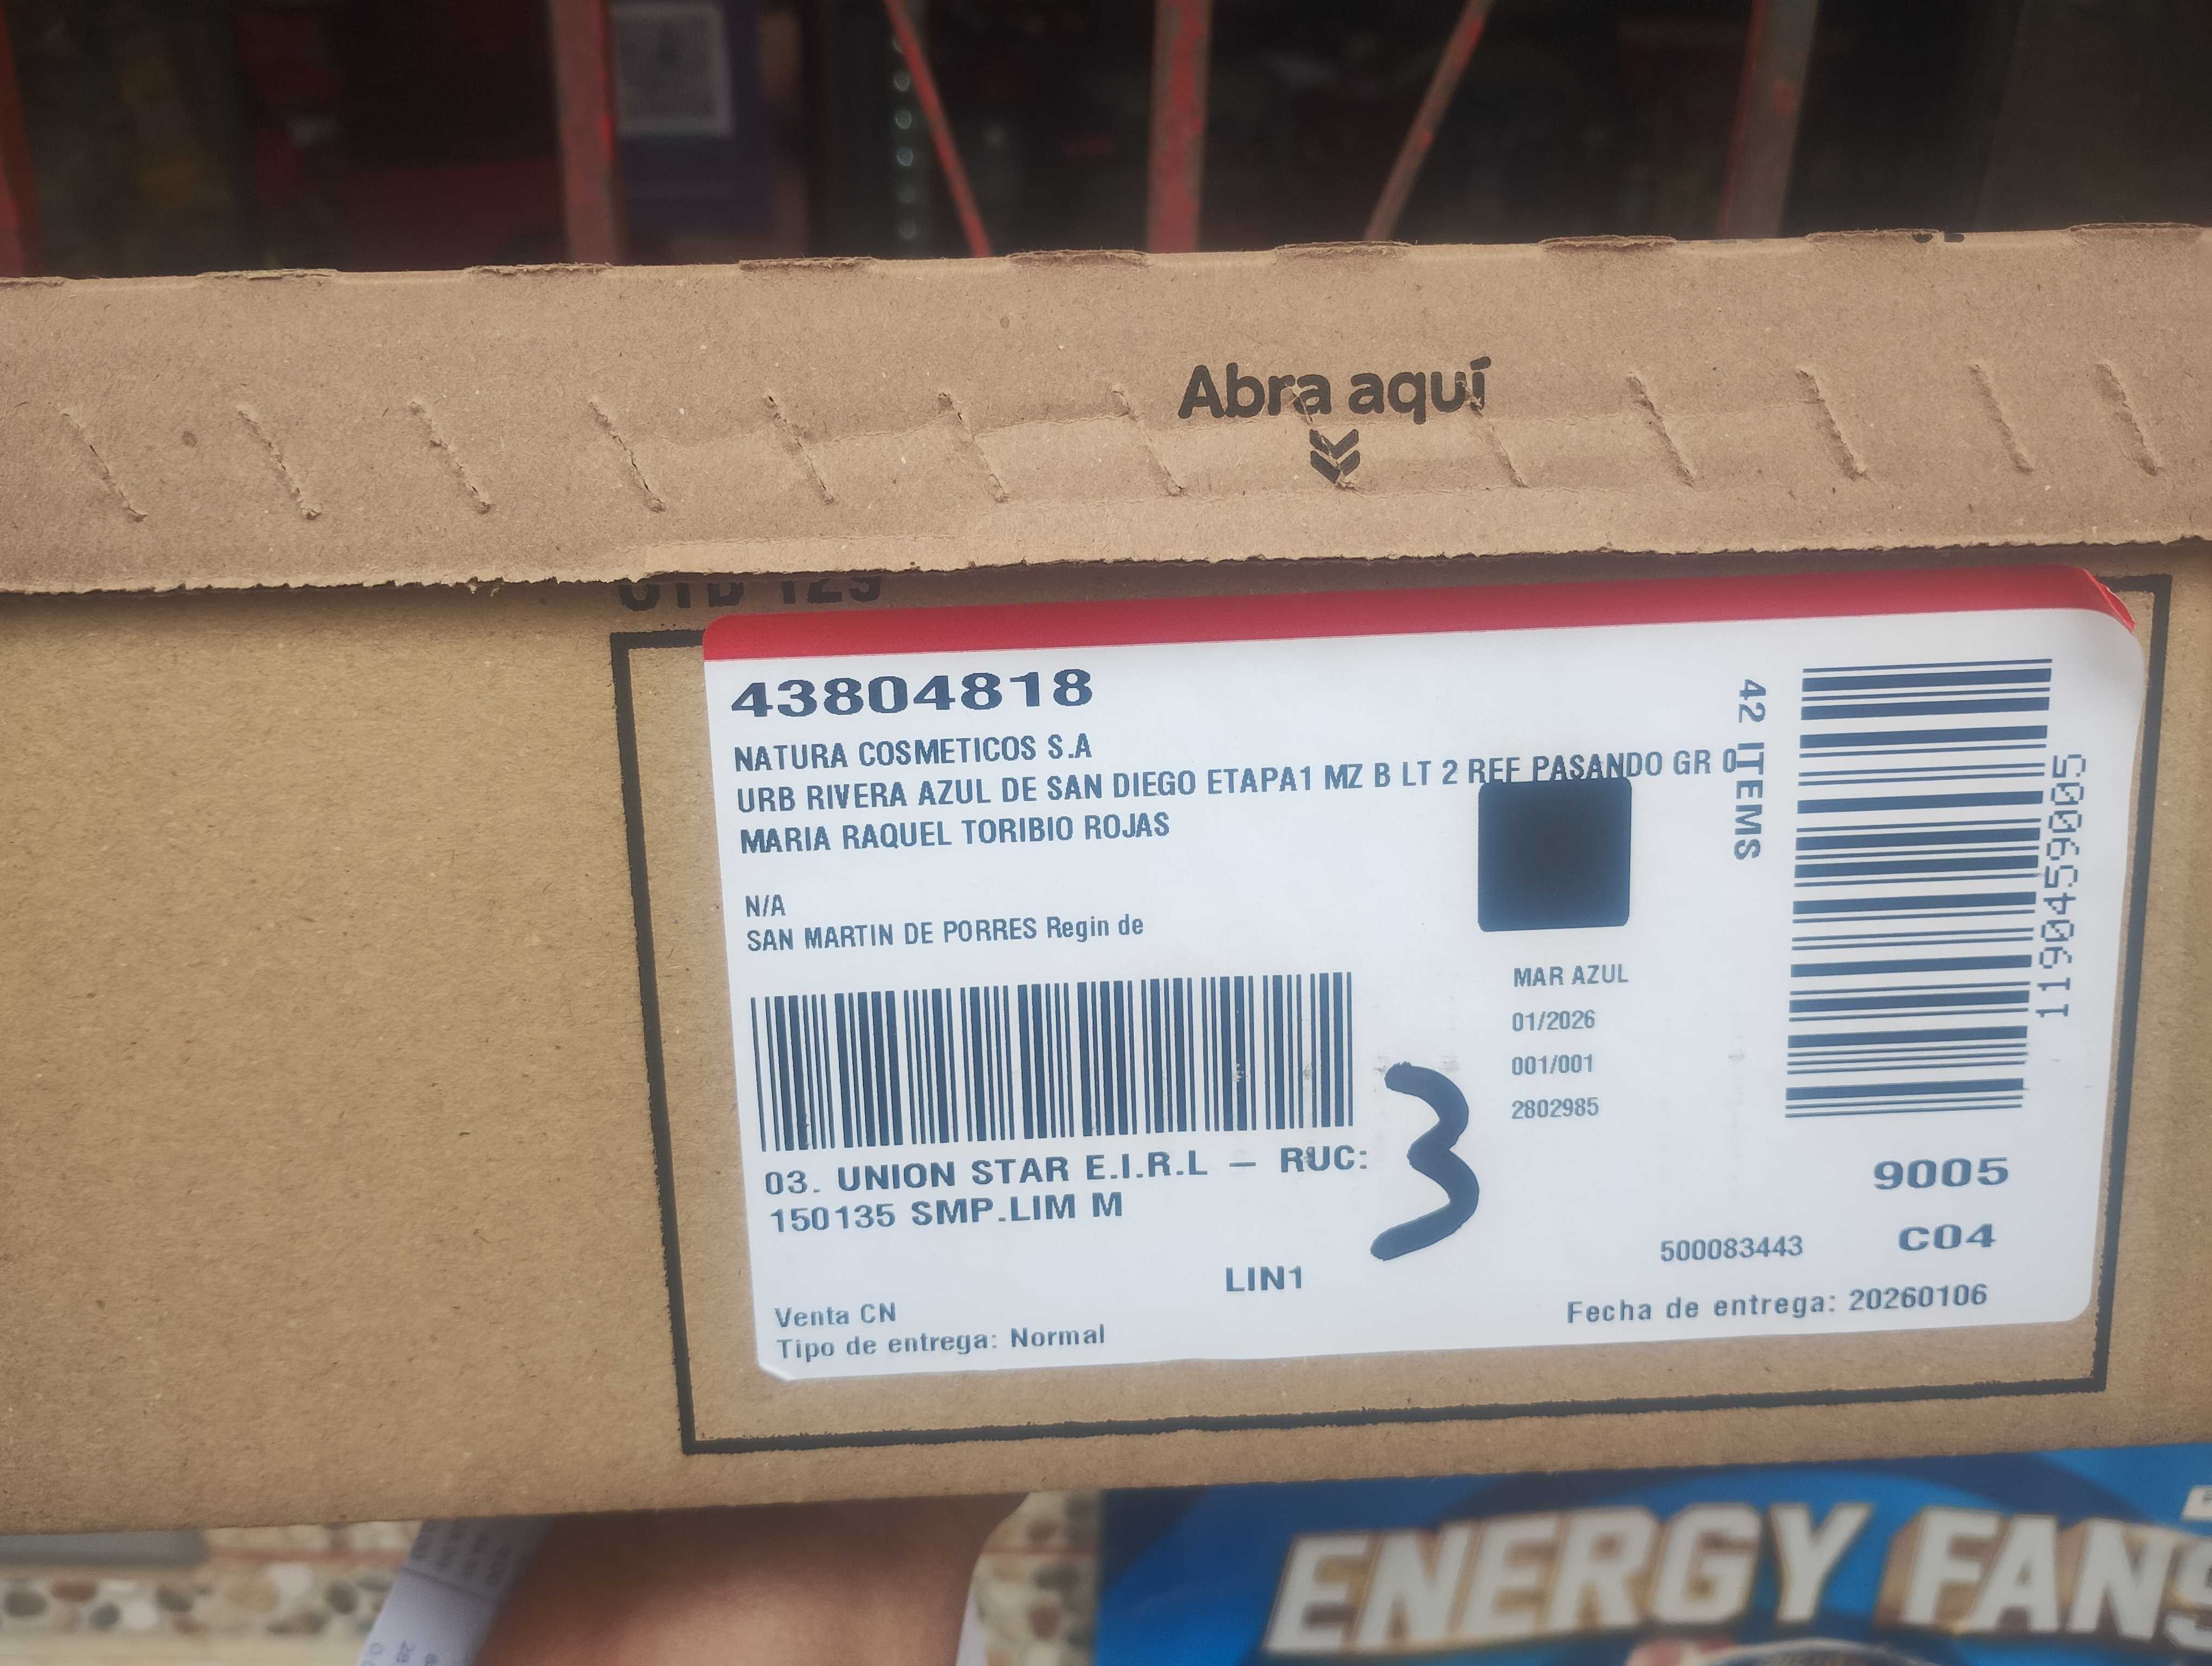 Abra aquí
43804818
NATURA COSMETICOS S.A
URB RIVERA AZUL DE SAN DIEGO ETAPA1 MZ B LT 2 REF PASANDO GR 0
MARIA RAQUEL TORIBIO ROJAS
N/A
SAN MARTIN DE PORRES Regin de
42 ITEMS
11904459005
MAR AZUL
01/2026
001/001
2802985
03. UNION STAR E.I.R.L – RUC:
150135 SMP.LIM M
3
9005
C04
500083443
LIN1
Venta CN
Tipo de entrega: Normal
Fecha de entrega: 20260106
ENERGY FANS